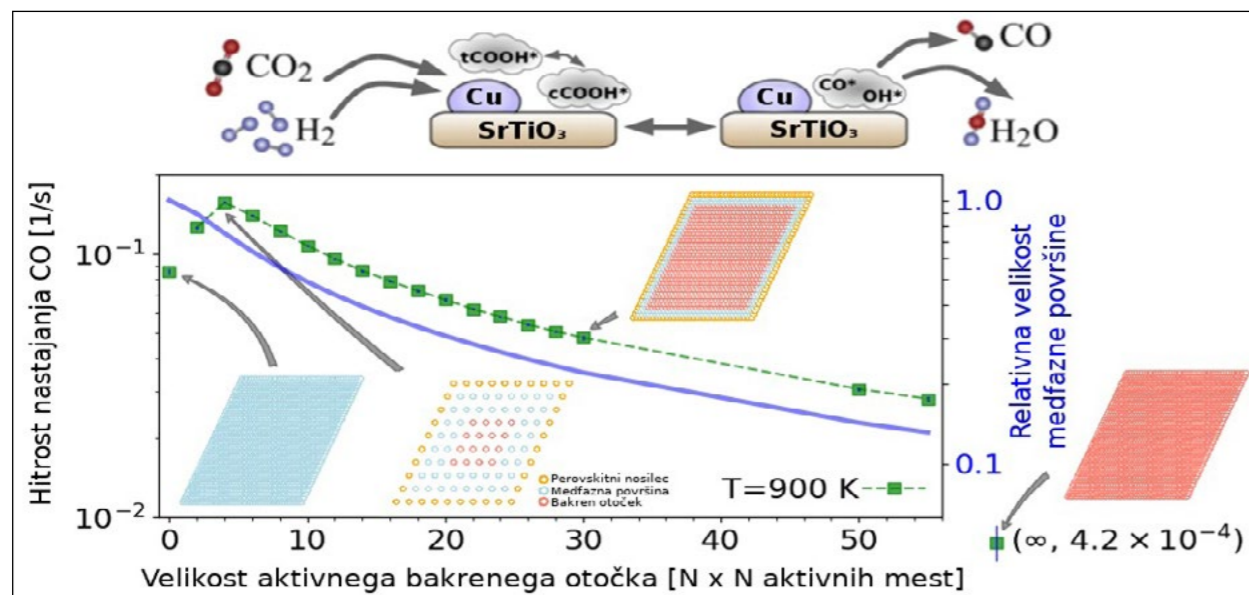 CO2
H2
tCOOH*
cCOOH*
Cu
SrTiO3
Cu
CO*
OH*
SrTIO3
CO
H2O
Hitrost nastajanja CO [1/s]
10−1
10−2
1.0
0.1
Relativna velikost
medfazne površine
Perovskitni nosilec
Medfazna površina
Bakren otoček
T=900 K
0 10 20 30 40 50
Velikost aktivnega bakrenega otočka [N x N aktivnih mest]
(∞, 4.2 × 10−4)